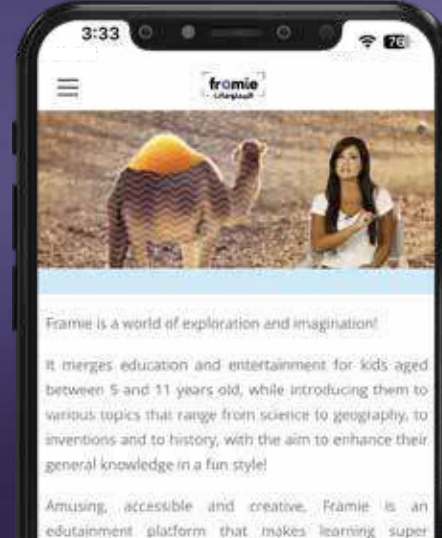 3:33
76
framie
Framie is a world of exploration and imagination!
It merges education and entertainment for kids aged
between 5 and 11 years old, while introducing them to
various topics that range from science to geography, to
inventions and to history, with the aim to enhance their
general knowledge in a fun style!
Amusing, accessible and creative, Framie is an
edutainment platform that makes learning super